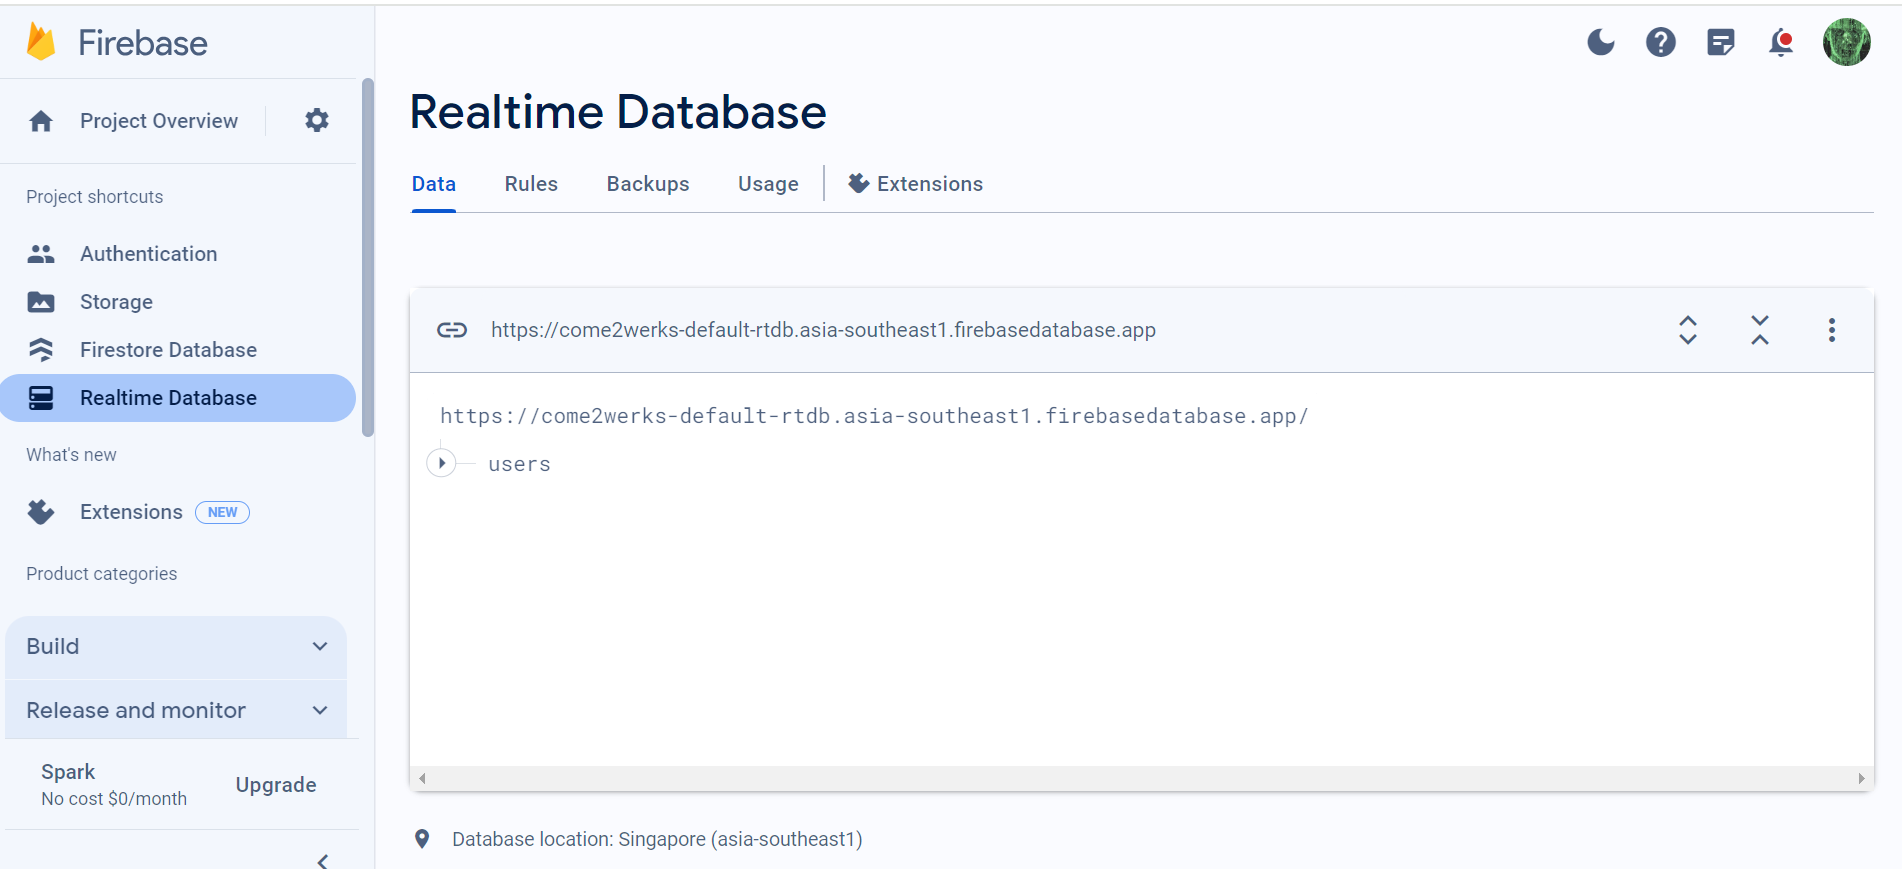 Firebase
Project Overview
Project shortcuts
Authentication
Storage
Firestore Database
Realtime Database
What's new
Extensions NEW
Product categories
Build
Release and monitor
Spark
No cost $0/month
Upgrade
Realtime Database
Data Rules Backups Usage Extensions
https://come2werks-default-rtdb.asia-southeast1.firebasedatabase.app
https://come2werks-default-rtdb.asia-southeast1.firebasedatabase.app/
users
Database location: Singapore (asia-southeast1)